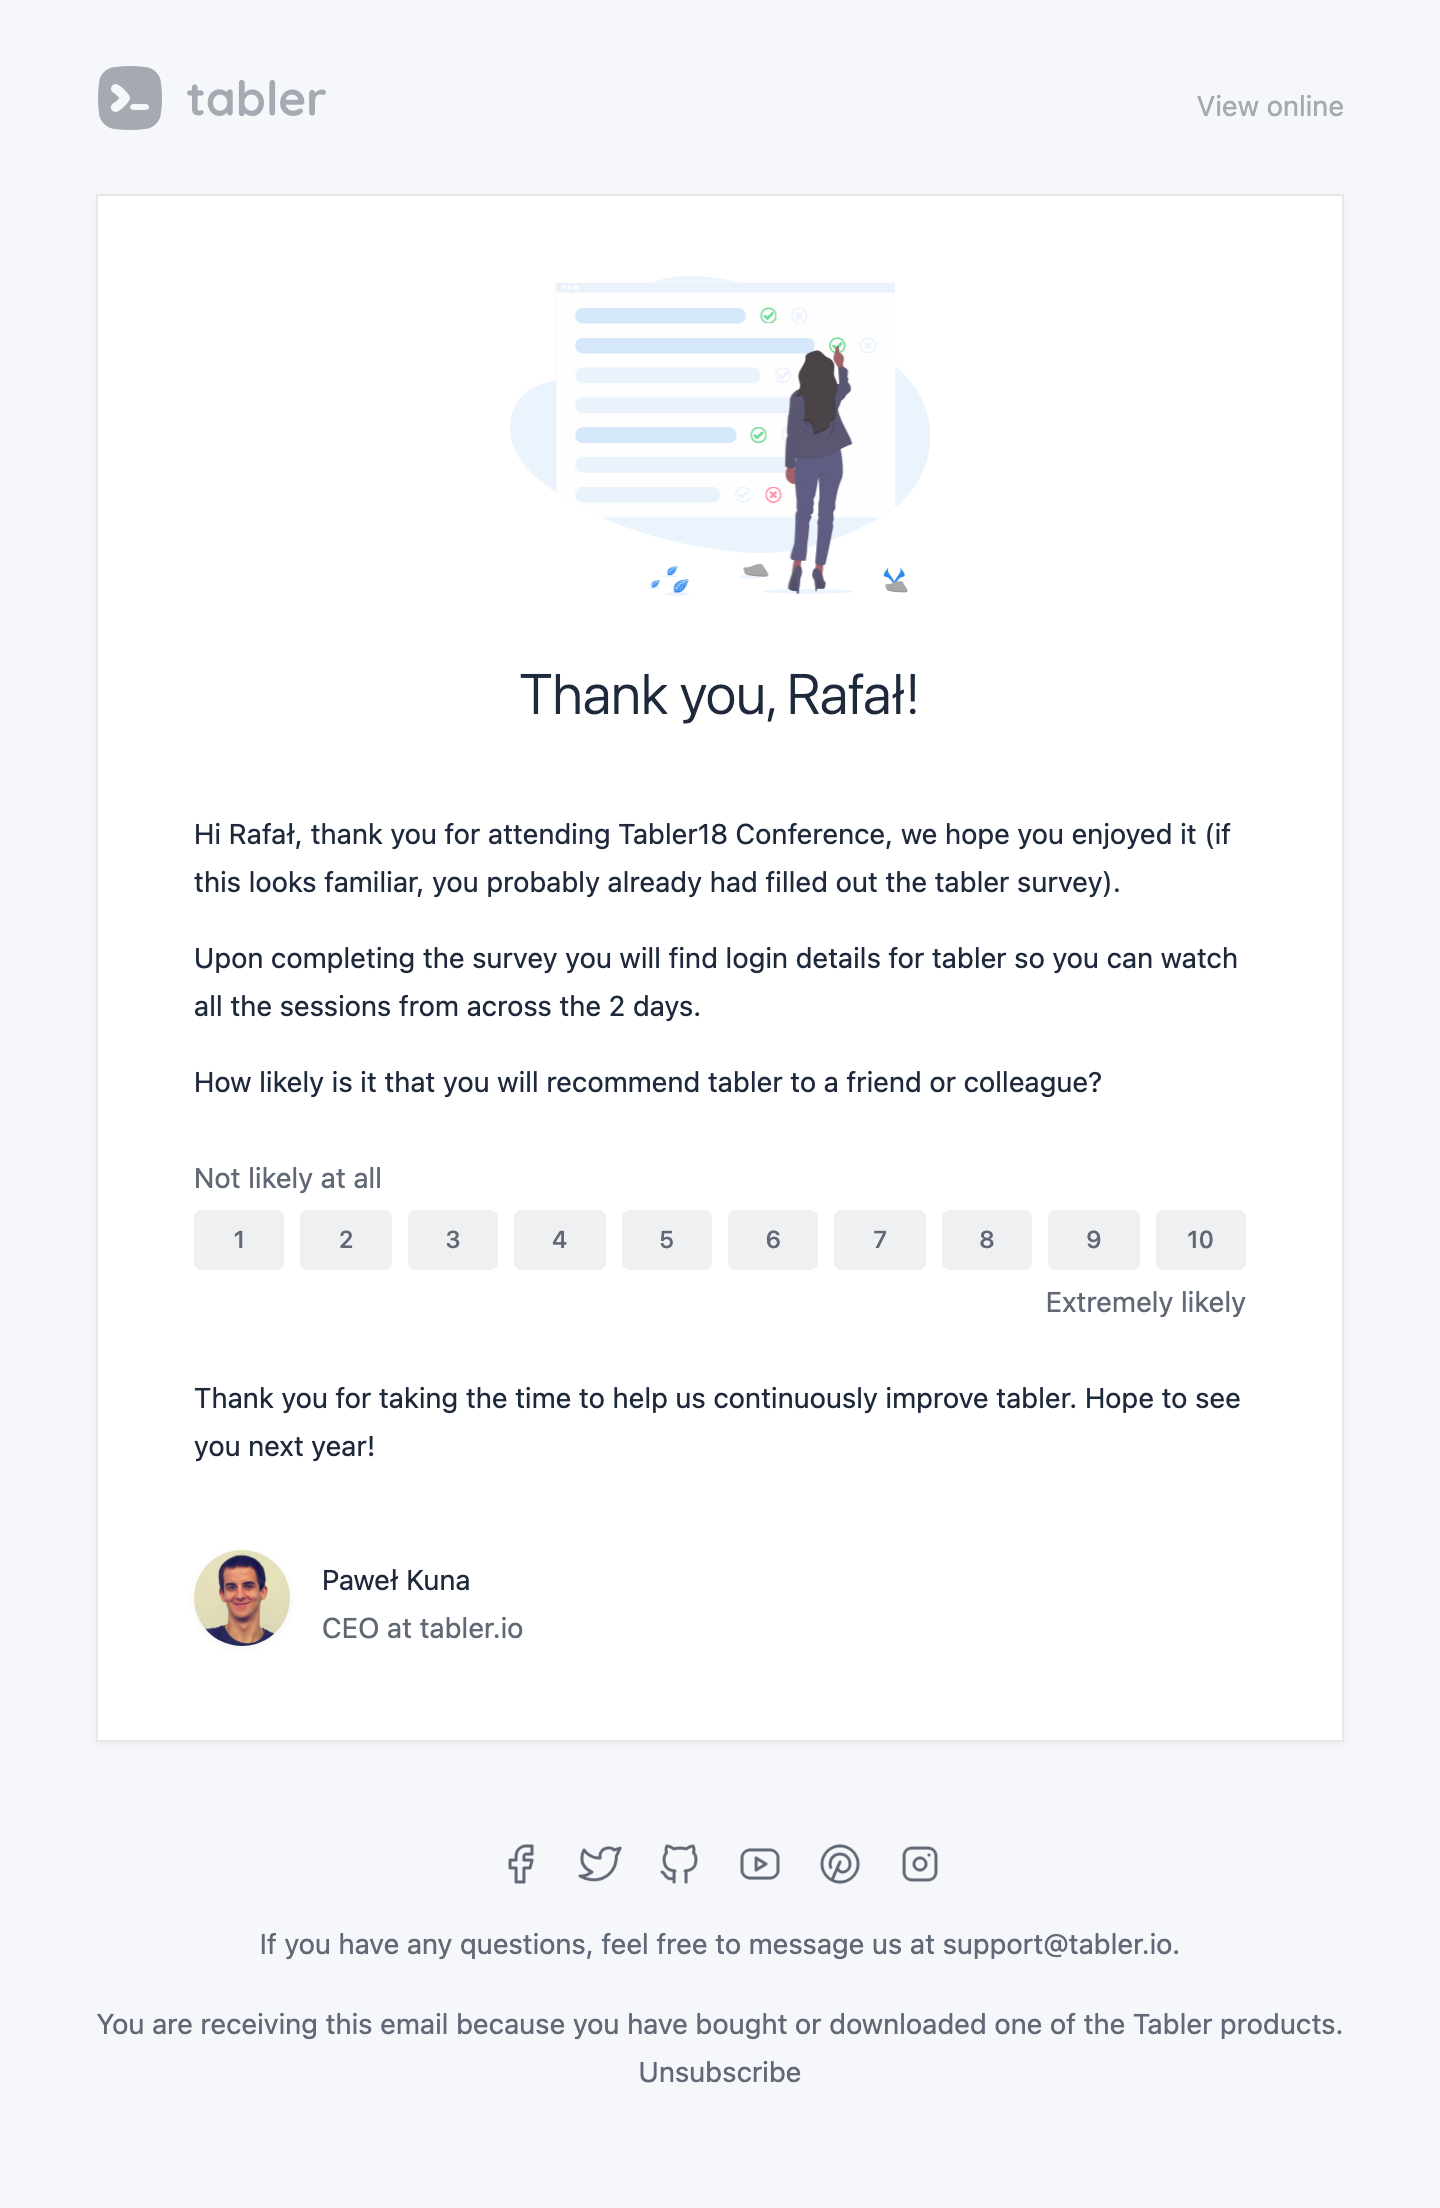 tabler
View online
Thank you, Rafał!
Hi Rafał, thank you for attending Tabler18 Conference, we hope you enjoyed it (if
this looks familiar, you probably already had filled out the tabler survey).
Upon completing the survey you will find login details for tabler so you can watch
all the sessions from across the 2 days.
How likely is it that you will recommend tabler to a friend or colleague?
Not likely at all
1 2 3 4 5 6 7 8 9 10
Extremely likely
Thank you for taking the time to help us continuously improve tabler. Hope to see
you next year!
Paweł Kuna
CEO at tabler.io
If you have any questions, feel free to message us at support@tabler.io.
You are receiving this email because you have bought or downloaded one of the Tabler products.
Unsubscribe